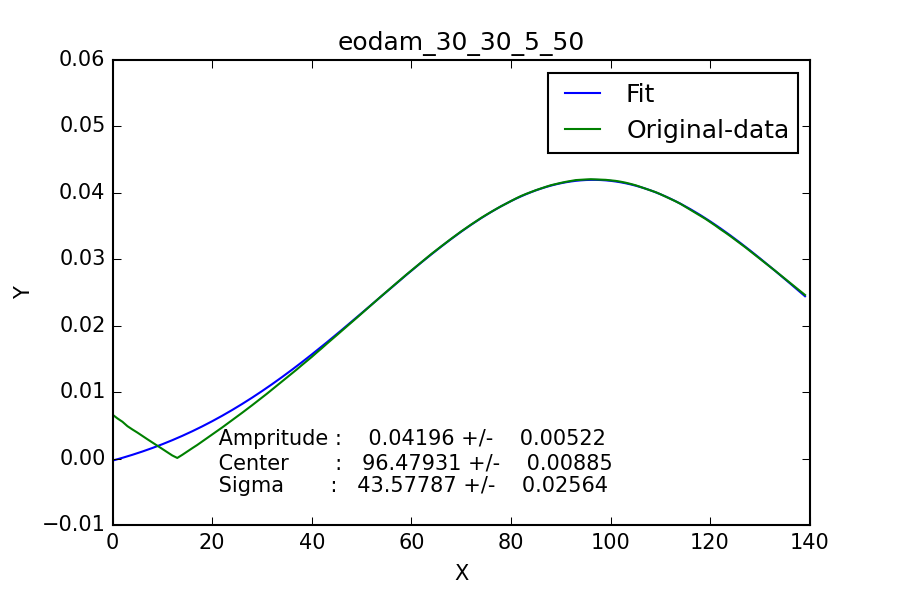 eodam_30_30_5_50
0.06
0.05
0.04
0.03
0.02
0.01
0.00
−0.01
Y
Fit
Original-data
Ampritude : 0.04196 +/- 0.00522
Center : 96.47931 +/- 0.00885
Sigma : 43.57787 +/- 0.02564
0 20 40 60 80 100 120 140
X